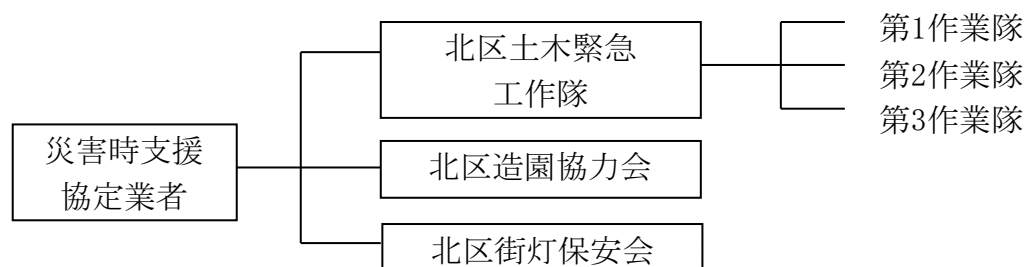 災害時支援
協定業者
北区土木緊急
工作隊
第1作業隊
第2作業隊
第3作業隊
北区造園協力会
北区街灯保安会